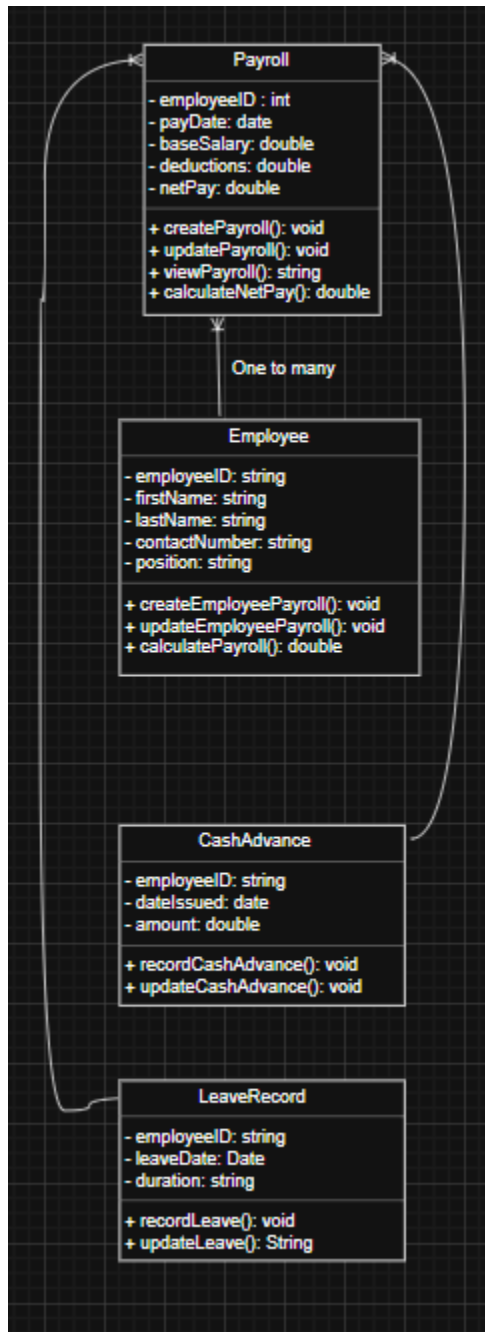 Payroll
- employeeID : int
- payDate: date
- baseSalary: double
- deductions: double
- netPay: double
+ createPayroll(): void
+ updatePayroll(): void
+ viewPayroll(): string
+ calculateNetPay(): double
One to many
Employee
- employeeID: string
- firstName: string
- lastName: string
- contactNumber: string
- position: string
+ createEmployeePayroll(): void
+ updateEmployeePayroll(): void
+ calculatePayroll(): double
CashAdvance
- employeeID: string
- dateIssued: date
- amount: double
+ recordCashAdvance(): void
+ updateCashAdvance(): void
LeaveRecord
- employeeID: string
- leaveDate: Date
- duration: string
+ recordLeave(): void
+ updateLeave(): String